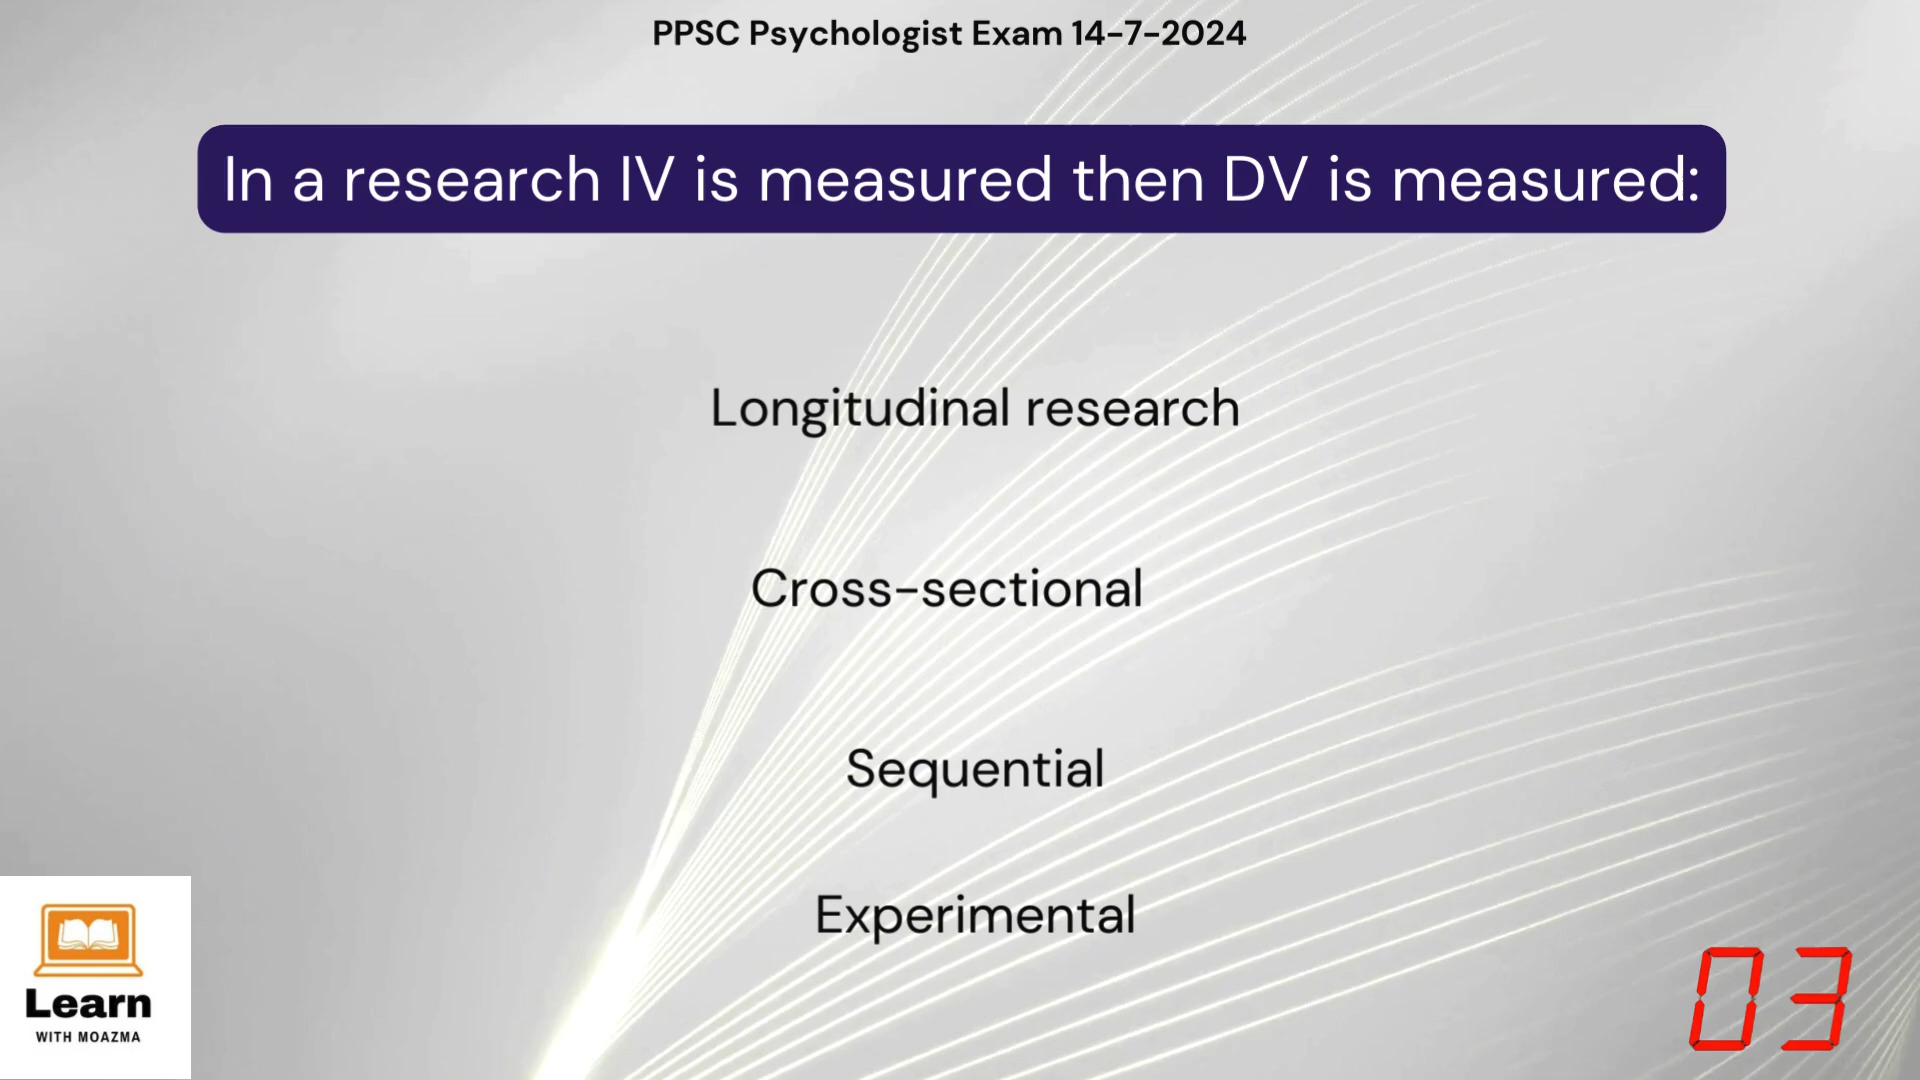 PPSC Psychologist Exam 14-7-2024
In a research IV is measured then DV is measured:
Longitudinal research
Cross-sectional
Sequential
Experimental
Learn
WITH MOAZMA
03